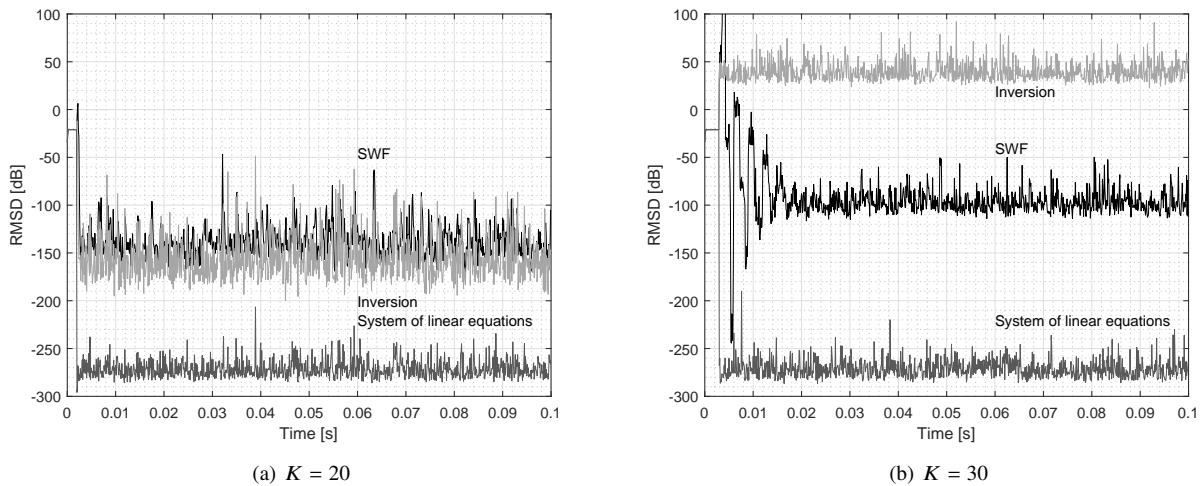 100
50
0
-50
-100
-150
-200
-250
-300
RMSD [dB]
SWF
Inversion
System of linear equations
0 0.01 0.02 0.03 0.04 0.05 0.06 0.07 0.08 0.09 0.1
Time [s]
(a) K = 20
100
50
0
-50
-100
-150
-200
-250
-300
RMSD [dB]
Inversion
SWF
System of linear equations
0 0.01 0.02 0.03 0.04 0.05 0.06 0.07 0.08 0.09 0.1
Time [s]
(b) K = 30